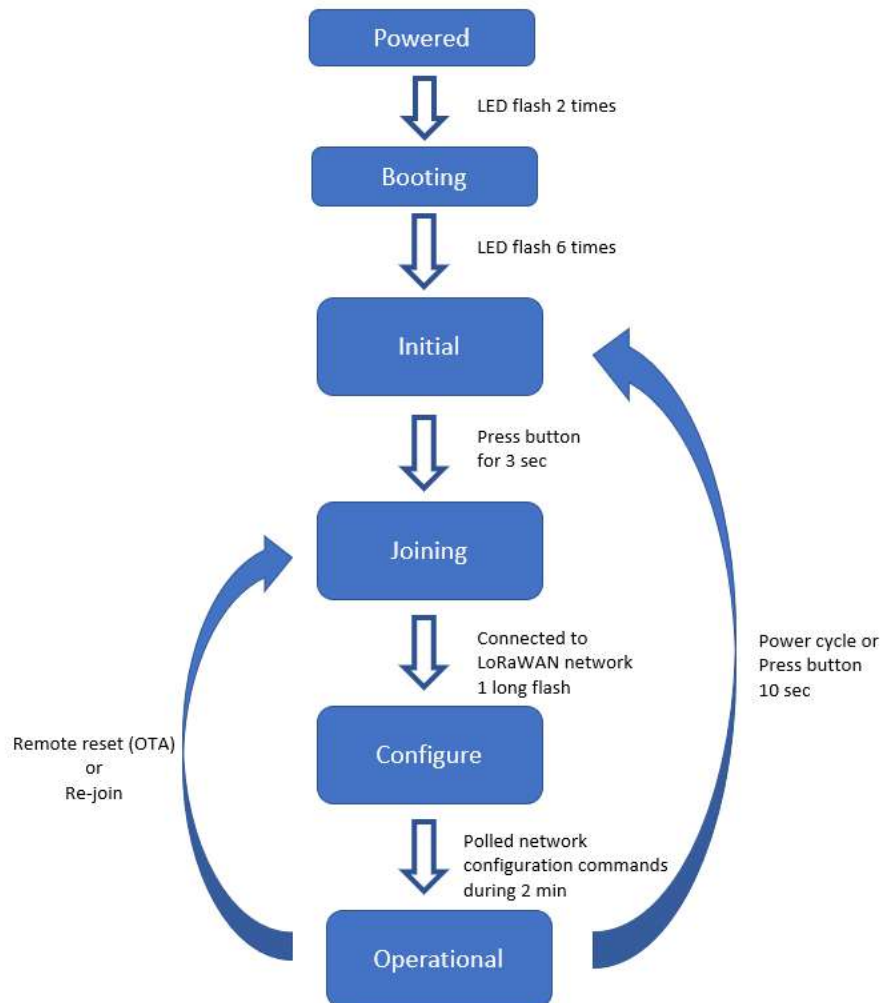 Powered
LED flash 2 times
Booting
LED flash 6 times
Initial
Press button
for 3 sec
Joining
Connected to
LoRaWAN network
1 long flash
Power cycle or
Press button
10 sec
Remote reset (OTA)
or
Re-join
Configure
Polled network
configuration commands
during 2 min
Operational